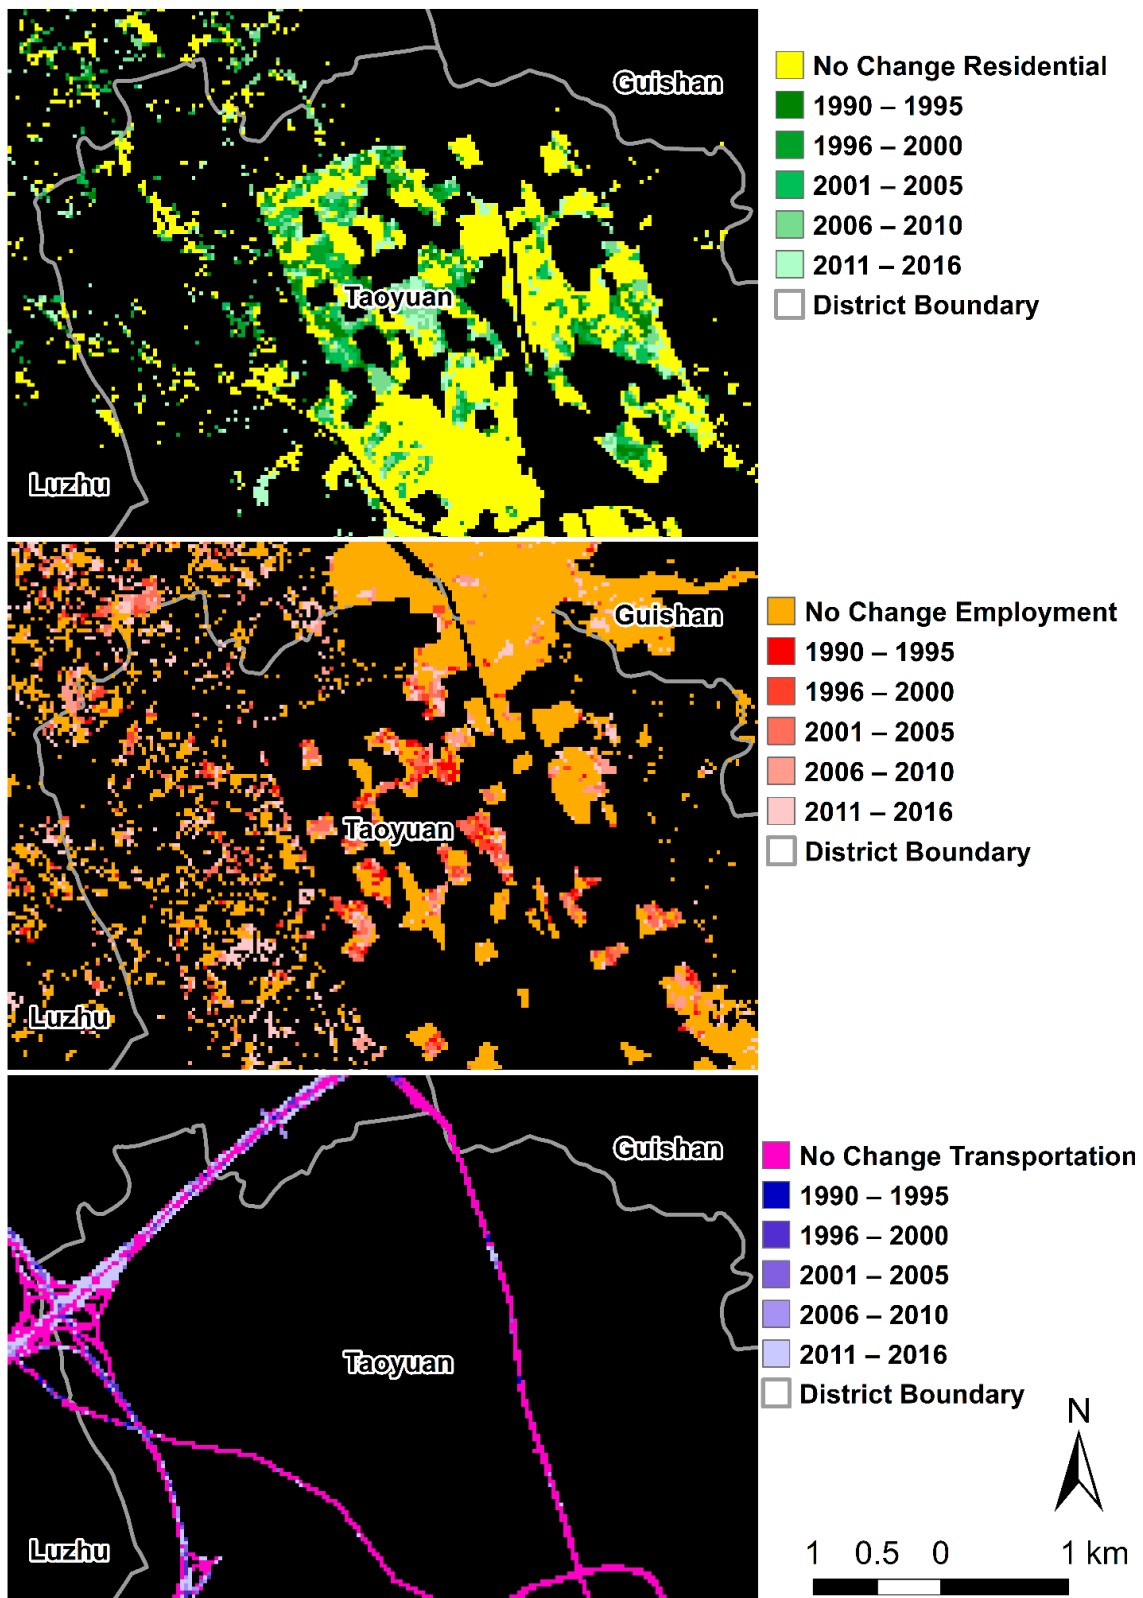 Guishan
Taoyuan
Luzhu
No Change Residential
1990 – 1995
1996 – 2000
2001 – 2005
2006 – 2010
2011 – 2016
District Boundary
Guishan
Taoyuan
Luzhu
No Change Employment
1990 – 1995
1996 – 2000
2001 – 2005
2006 – 2010
2011 – 2016
District Boundary
Guishan
Taoyuan
Luzhu
No Change Transportation
1990 – 1995
1996 – 2000
2001 – 2005
2006 – 2010
2011 – 2016
District Boundary
N
1 0.5 0 1 km